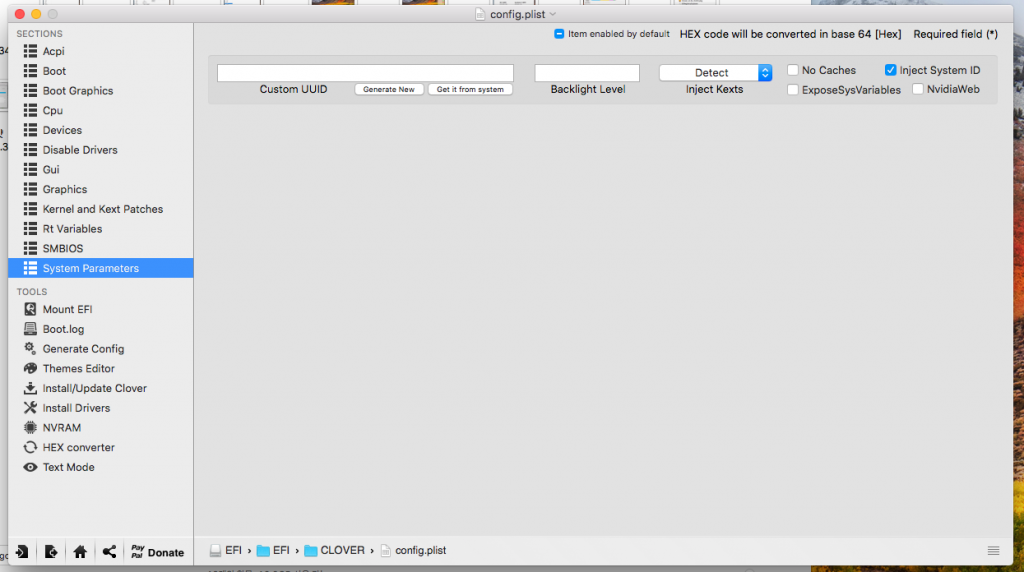 config.plist
SECTIONS
Acpi
Boot
Boot Graphics
Cpu
Devices
Disable Drivers
Gui
Graphics
Kernel and Kext Patches
Rt Variables
SMBIOS
System Parameters
TOOLS
Mount EFI
Boot.log
Generate Config
Themes Editor
Install/Update Clover
Install Drivers
NVRAM
HEX converter
Text Mode
Pay
Pal Donate
Item enabled by default HEX code will be converted in base 64 [Hex] Required field (*)
Detect No Caches Inject System ID
Custom UUID Generate New Get it from system Backlight Level Inject Kexts ExposeSysVariables NvidiaWeb
EFI › EFI › CLOVER › config.plist